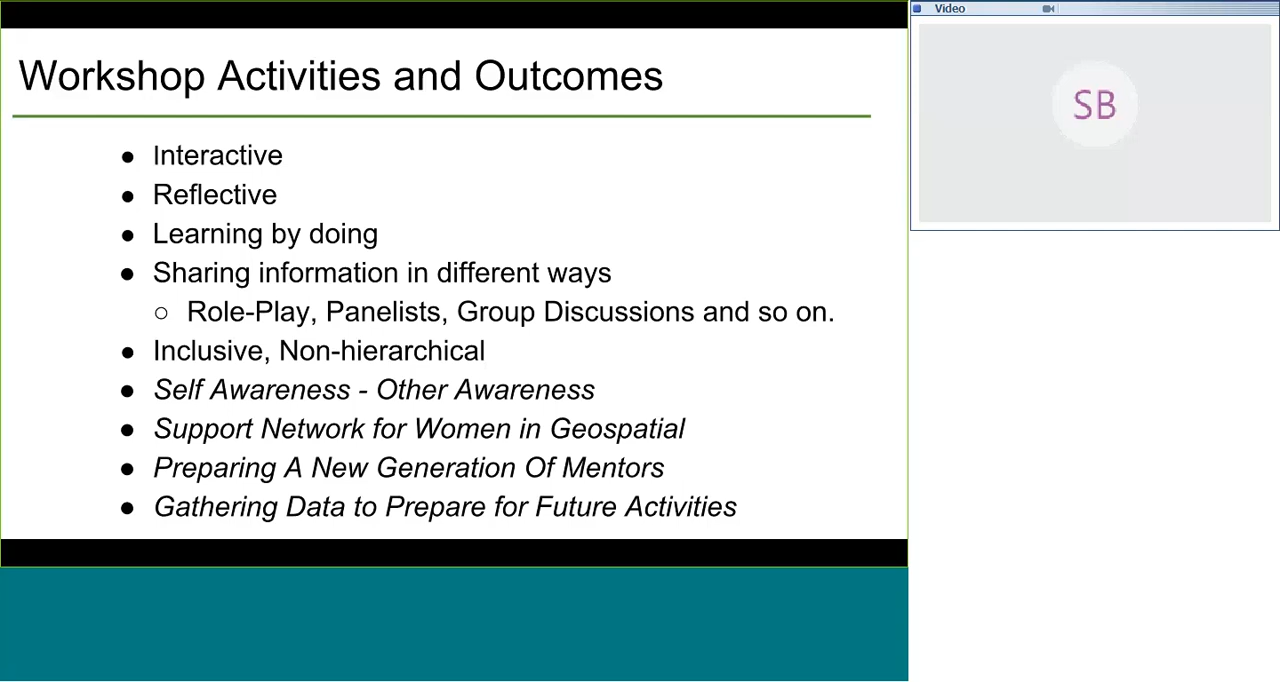 Workshop Activities and Outcomes
● Interactive
● Reflective
● Learning by doing
● Sharing information in different ways
○ Role-Play, Panelists, Group Discussions and so on.
● Inclusive, Non-hierarchical
● Self Awareness - Other Awareness
● Support Network for Women in Geospatial
● Preparing A New Generation Of Mentors
● Gathering Data to Prepare for Future Activities
Video
SB